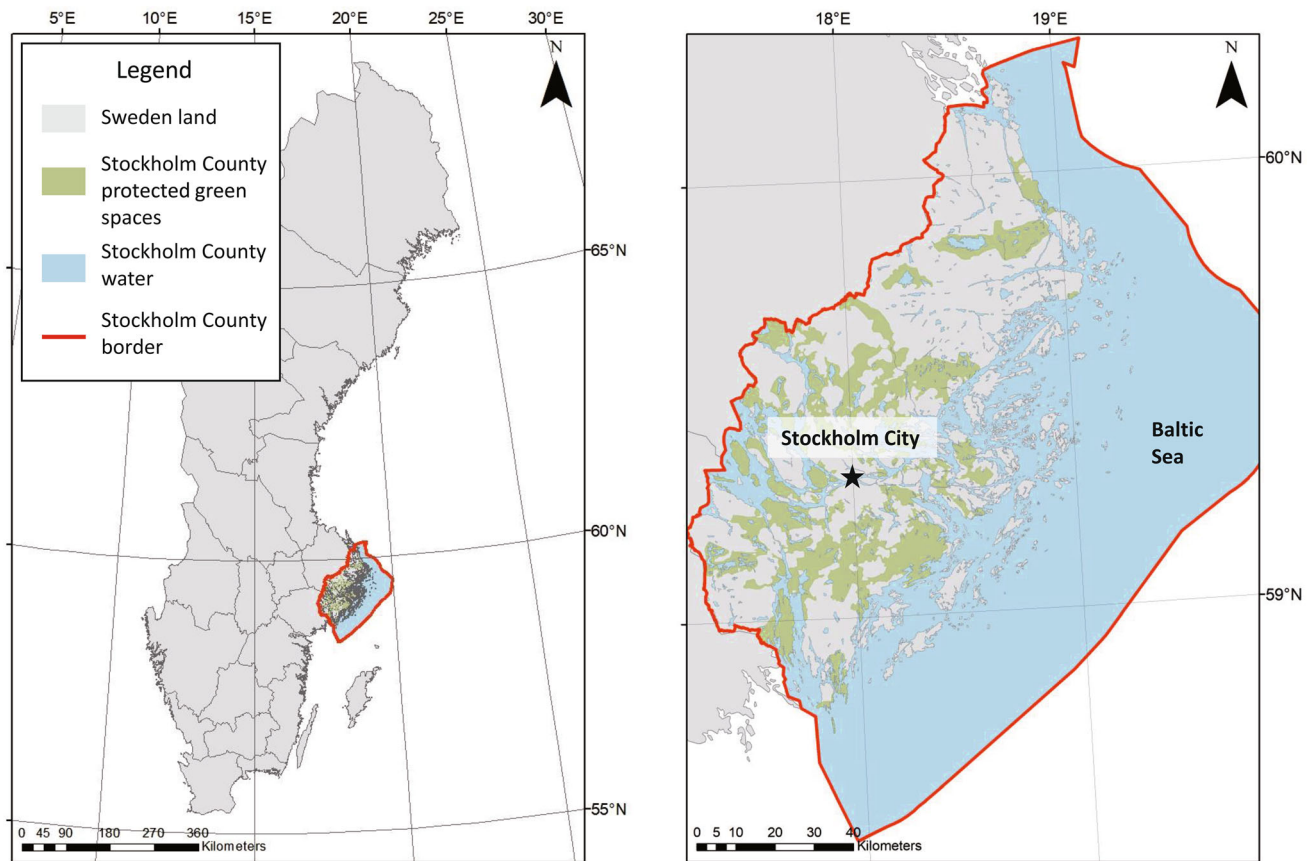 5°E 10°E 15°E 20°E 25°E 30°E
N
Legend
Sweden land
Stockholm County
protected green
spaces
Stockholm County
water
Stockholm County
border
65°N
60°N
55°N
0 45 90 180 270 360
Kilometers
18°E 19°E
N
60°N
Stockholm City
Baltic
Sea
59°N
0 5 10 20 30 40
Kilometers